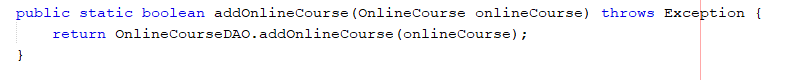 public static boolean addOnlineCourse(OnlineCourse onlineCourse) throws Exception {
    return OnlineCourseDAO.addOnlineCourse(onlineCourse);
}